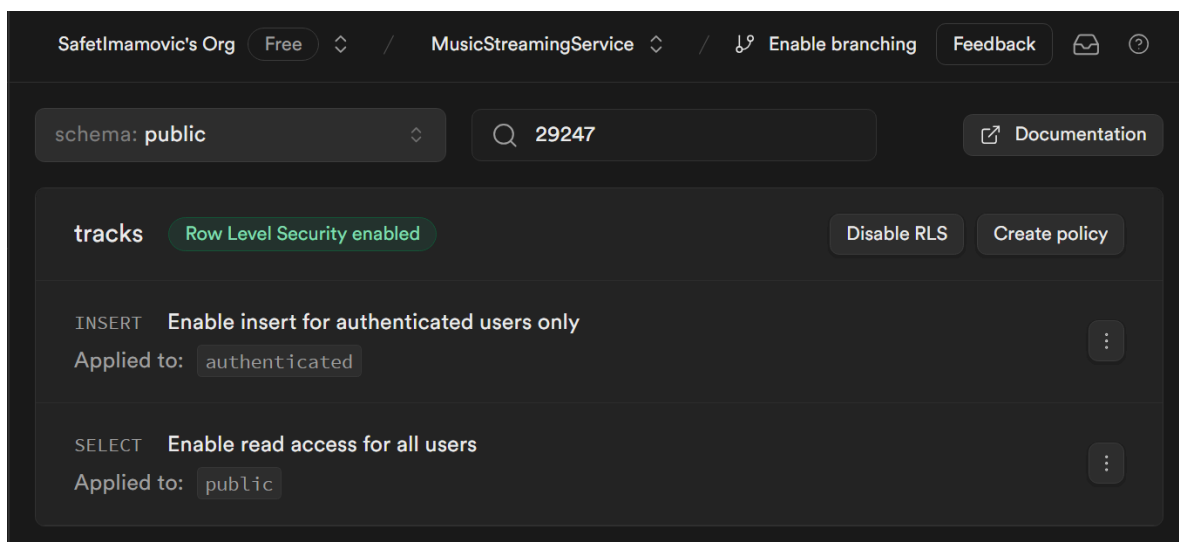 SafetImamovic's Org Free / MusicStreamingService / Enable branching Feedback
schema: public 29247 Documentation
tracks Row Level Security enabled Disable RLS Create policy
INSERT Enable insert for authenticated users only
Applied to: authenticated
SELECT Enable read access for all users
Applied to: public